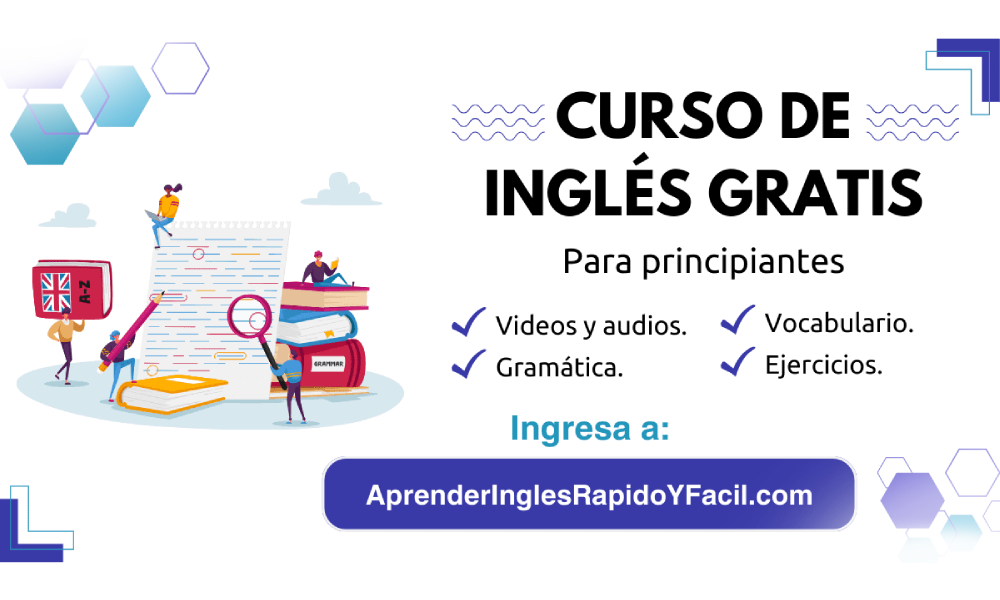 CURSO DE
INGLÉS GRATIS
Para principiantes
Videos y audios.
Vocabulario.
Gramática.
Ejercicios.
A-Z
GRAMMAR
Ingresa a:
AprenderInglesRapidoYFacil.com